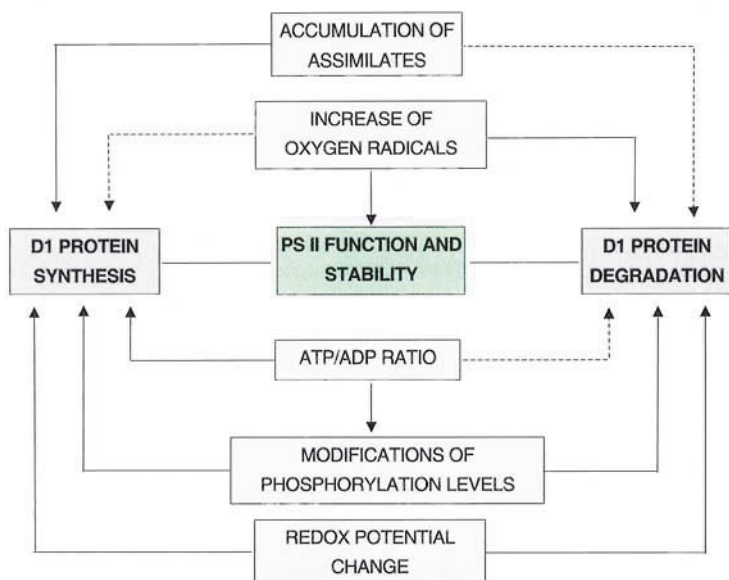 ACCUMULATION OF
ASSIMILATES
INCREASE OF
OXYGEN RADICALS
D1 PROTEIN
SYNTHESIS
PS II FUNCTION AND
STABILITY
D1 PROTEIN
DEGRADATION
ATP/ADP RATIO
MODIFICATIONS OF
PHOSPHORYLATION LEVELS
REDOX POTENTIAL
CHANGE